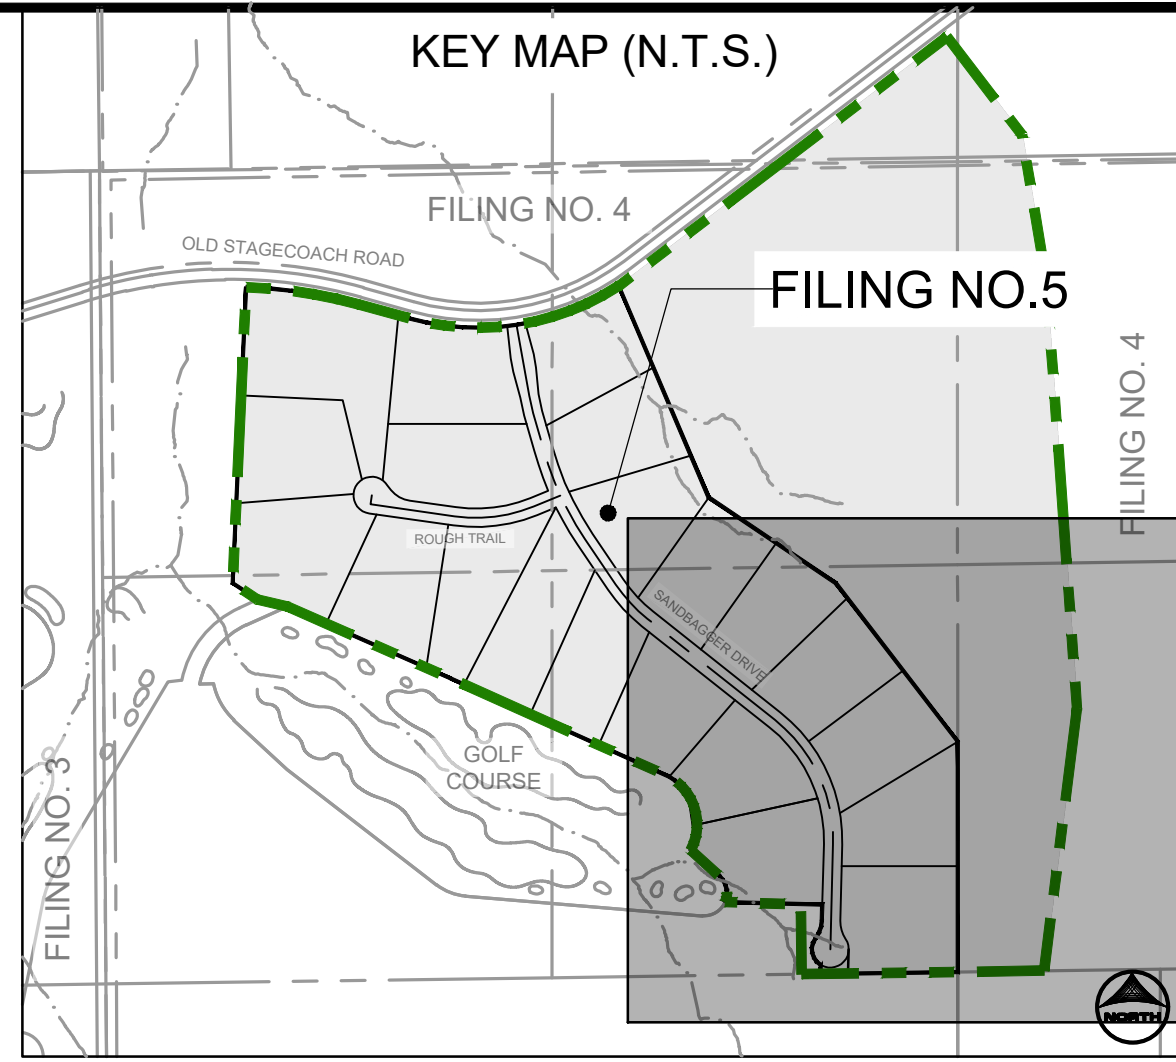 KEY MAP (N.T.S.)
FILING NO. 4
OLD STAGECOACH ROAD
FILING NO.5
FILING NO. 4
ROUGH TRAIL
SANDBAGGER DRIVE
GOLF
COURSE
FILING NO. 3
NORTH